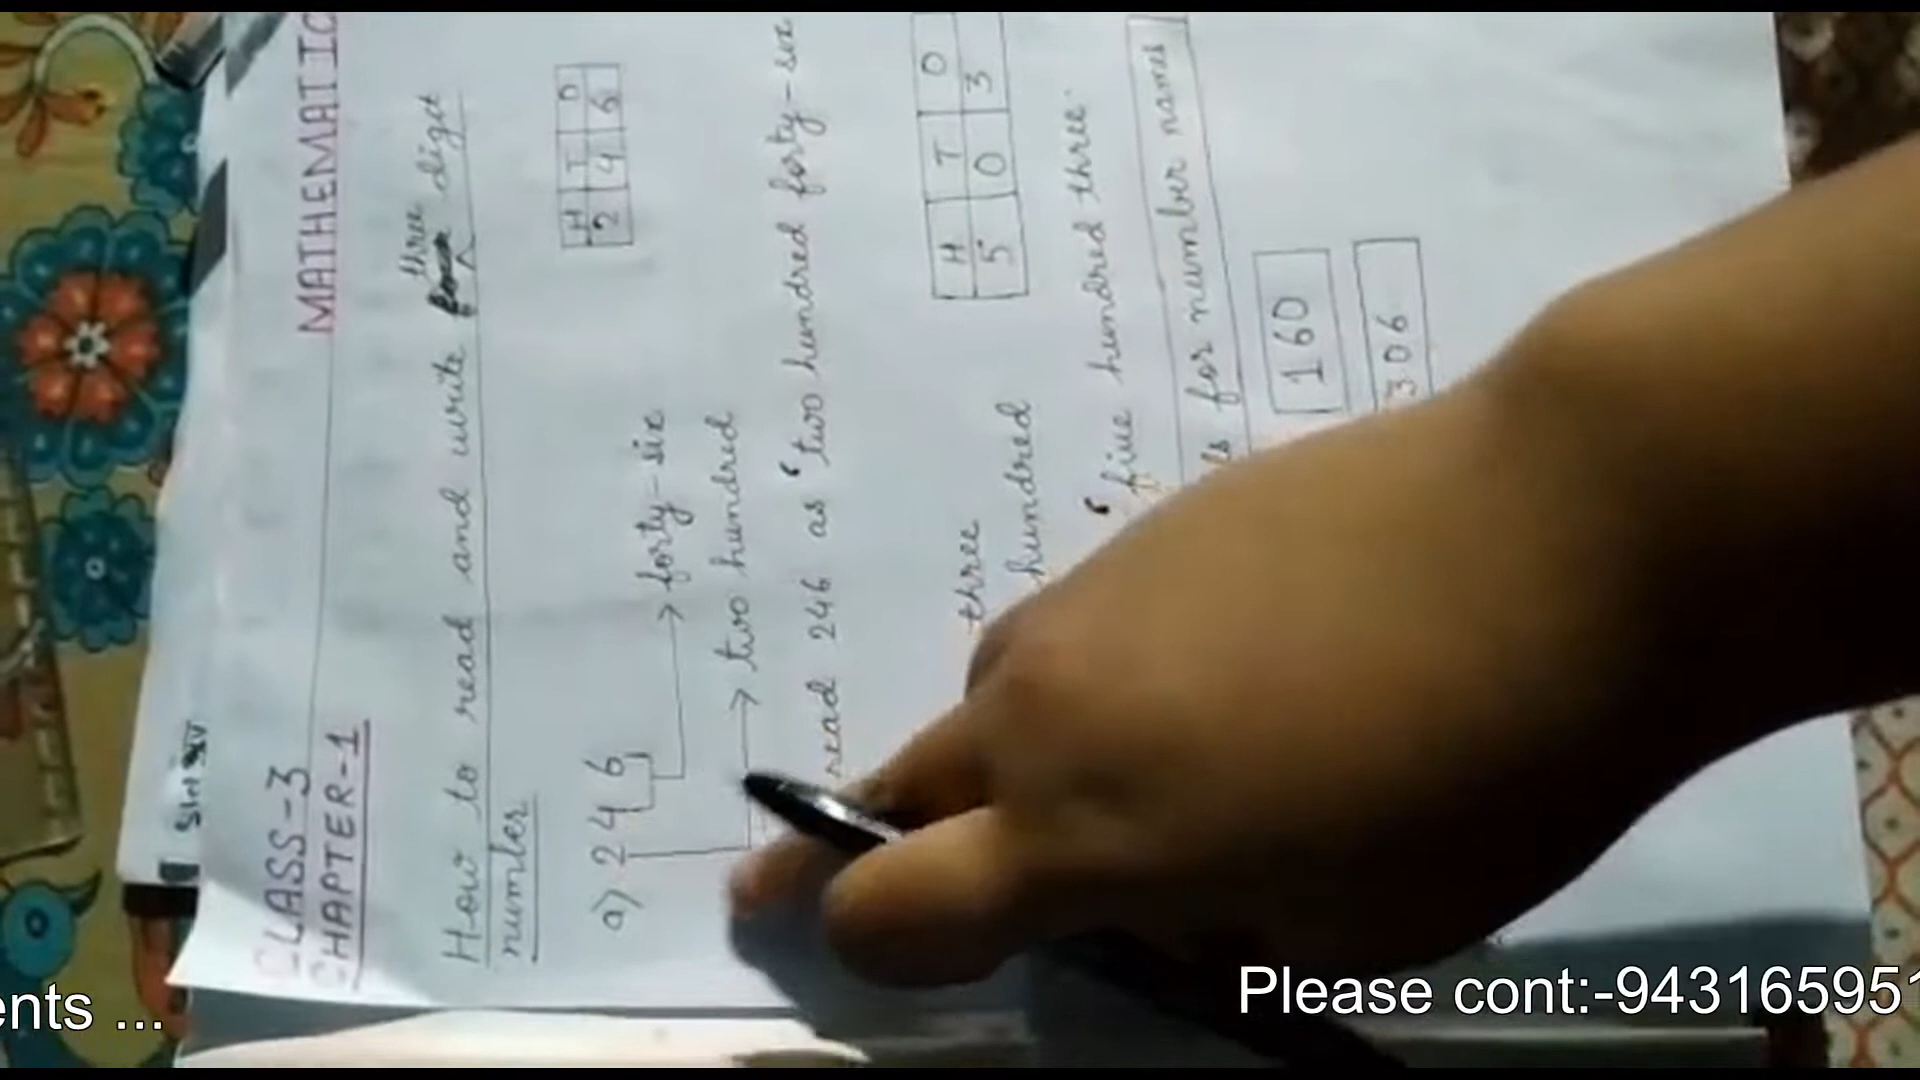 CLASS-3
MATHEMATIC
CHAPTER-1
How to read and write three digit
number
a) 246
forty-six
two hundred
H T O
2 4 6
read 246 as ‘two hundred forty-six
three
hundred
H T O
5 0 3
‘five hundred three
for number names
160
306
ents ...
Please cont:-943165951